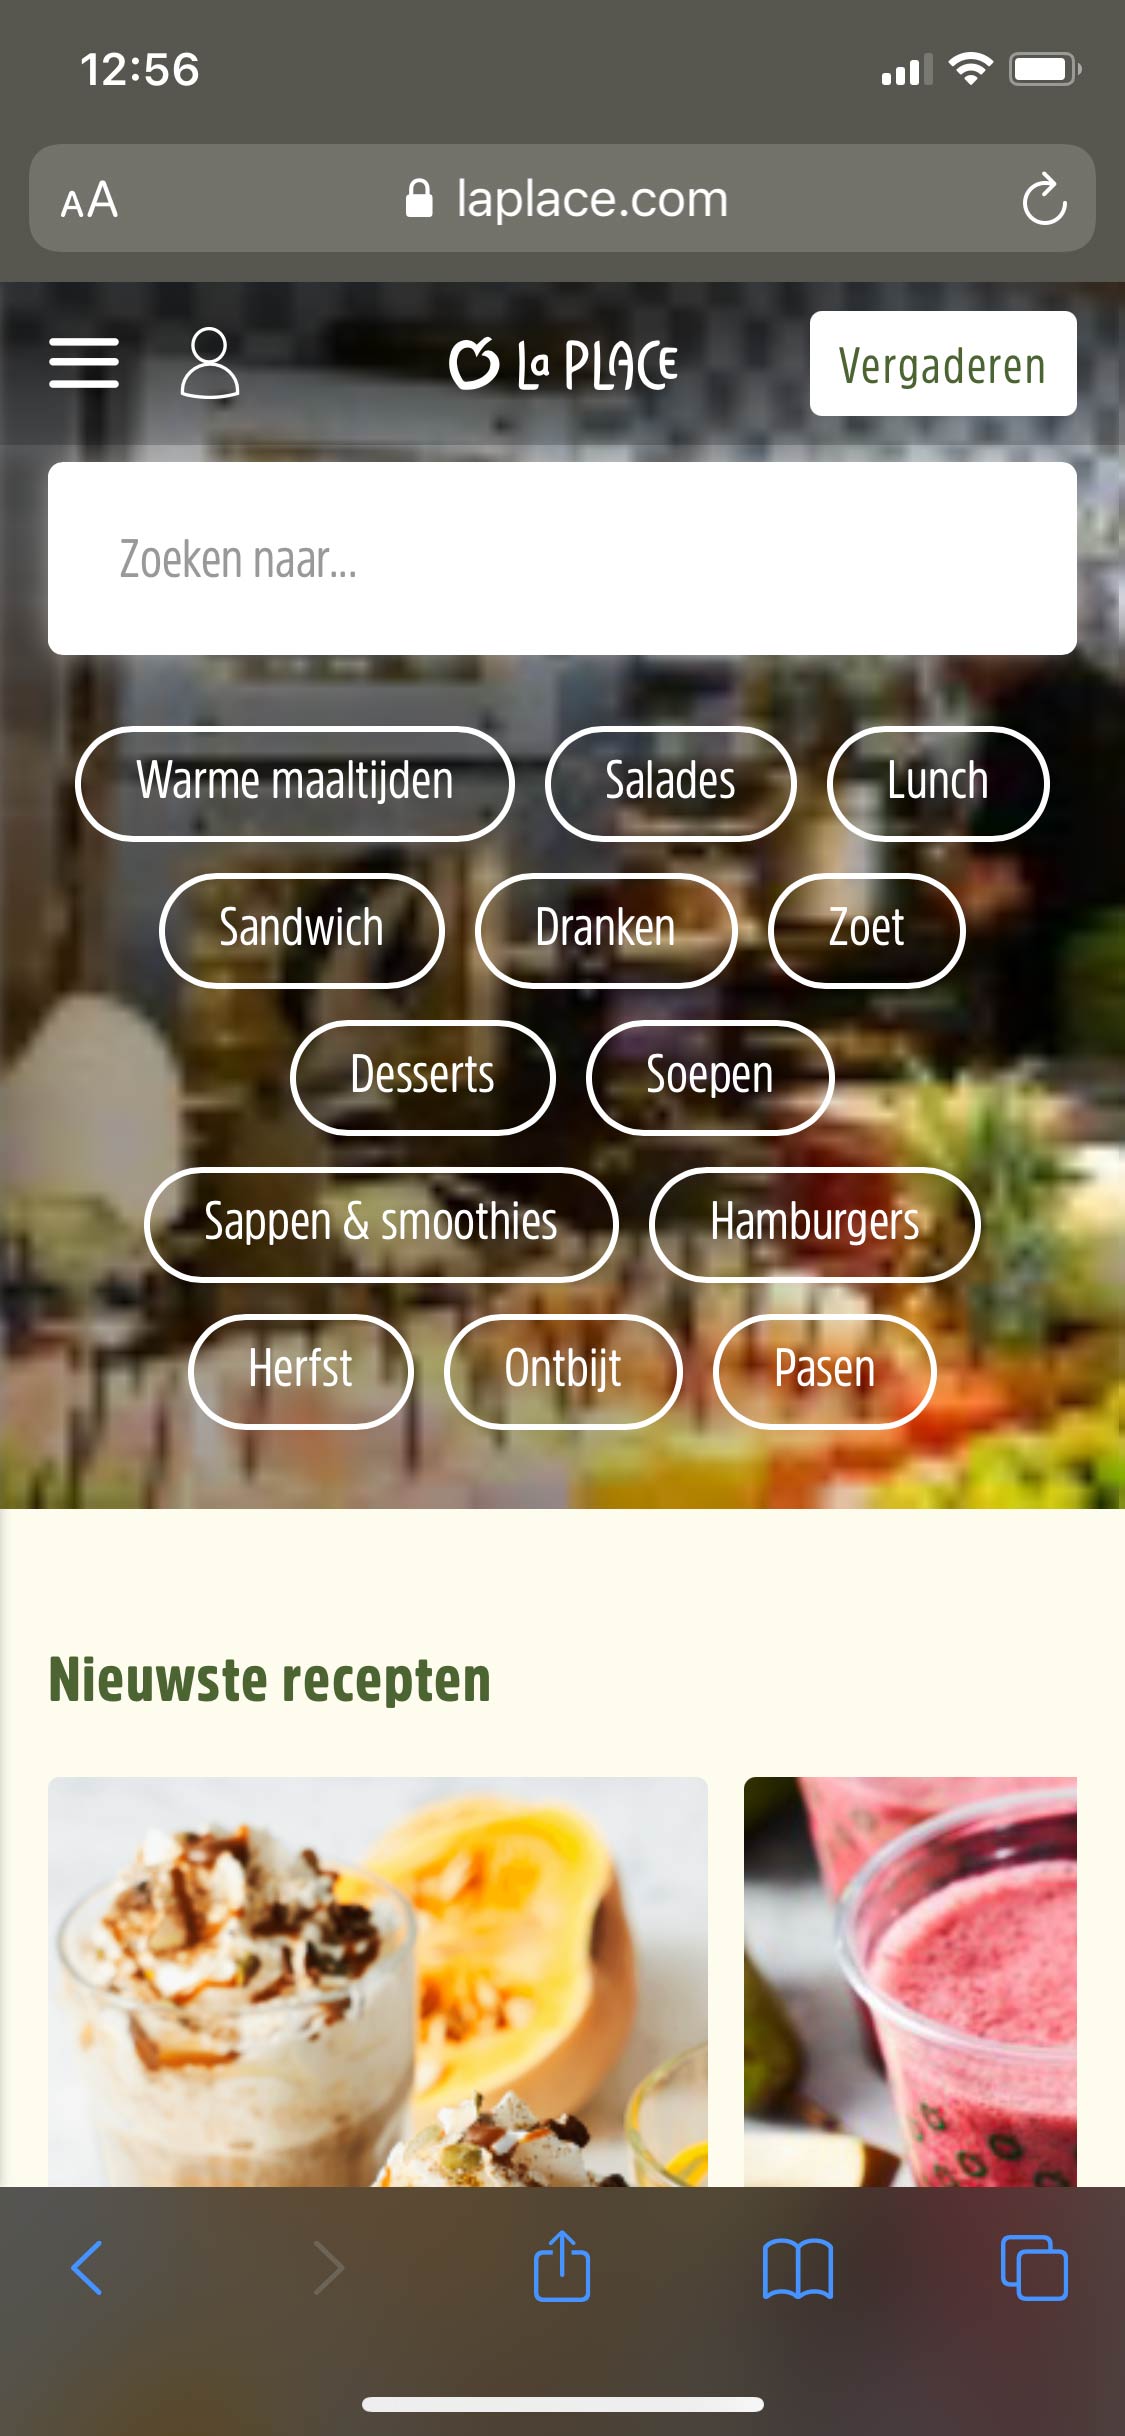 12:56
AA laplace.com
La PLACE Vergaderen
Zoeken naar...
Warme maaltijden Salades Lunch
Sandwich Dranken Zoet
Desserts Soepen
Sappen & smoothies Hamburgers
Herfst Ontbijt Pasen
Nieuwste recepten